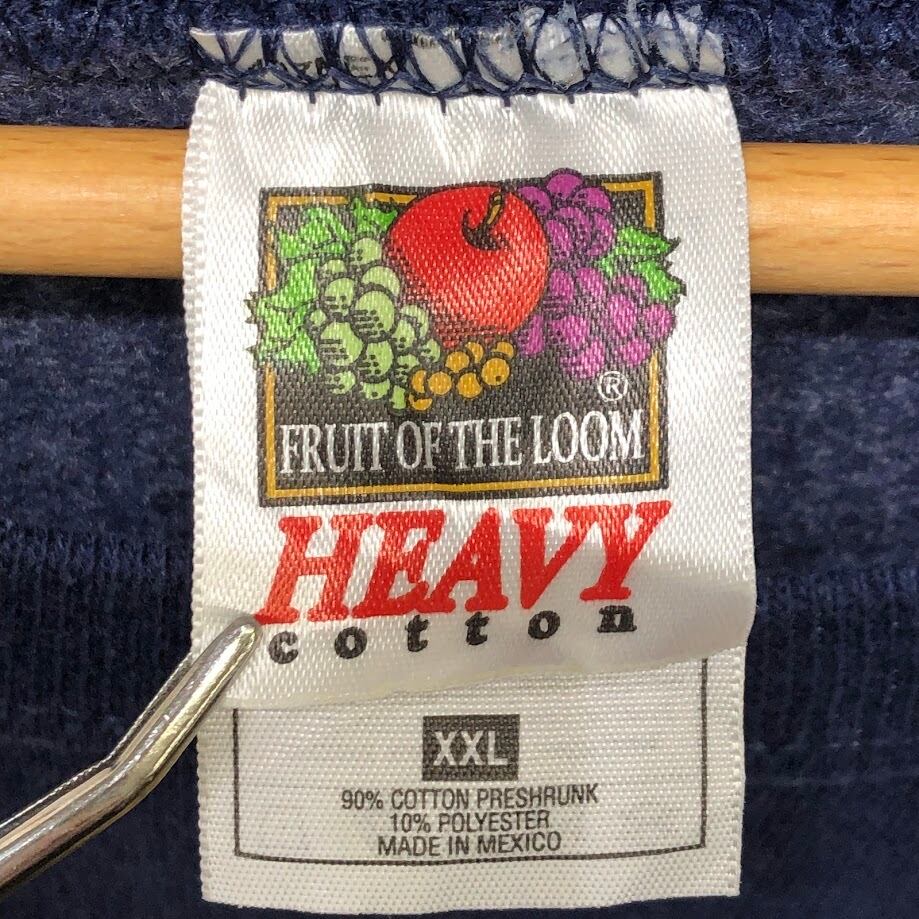 ®
FRUIT OF THE LOOM
HEAVY
cotton
XXL
90% COTTON PRESHRUNK
10% POLYESTER
MADE IN MEXICO